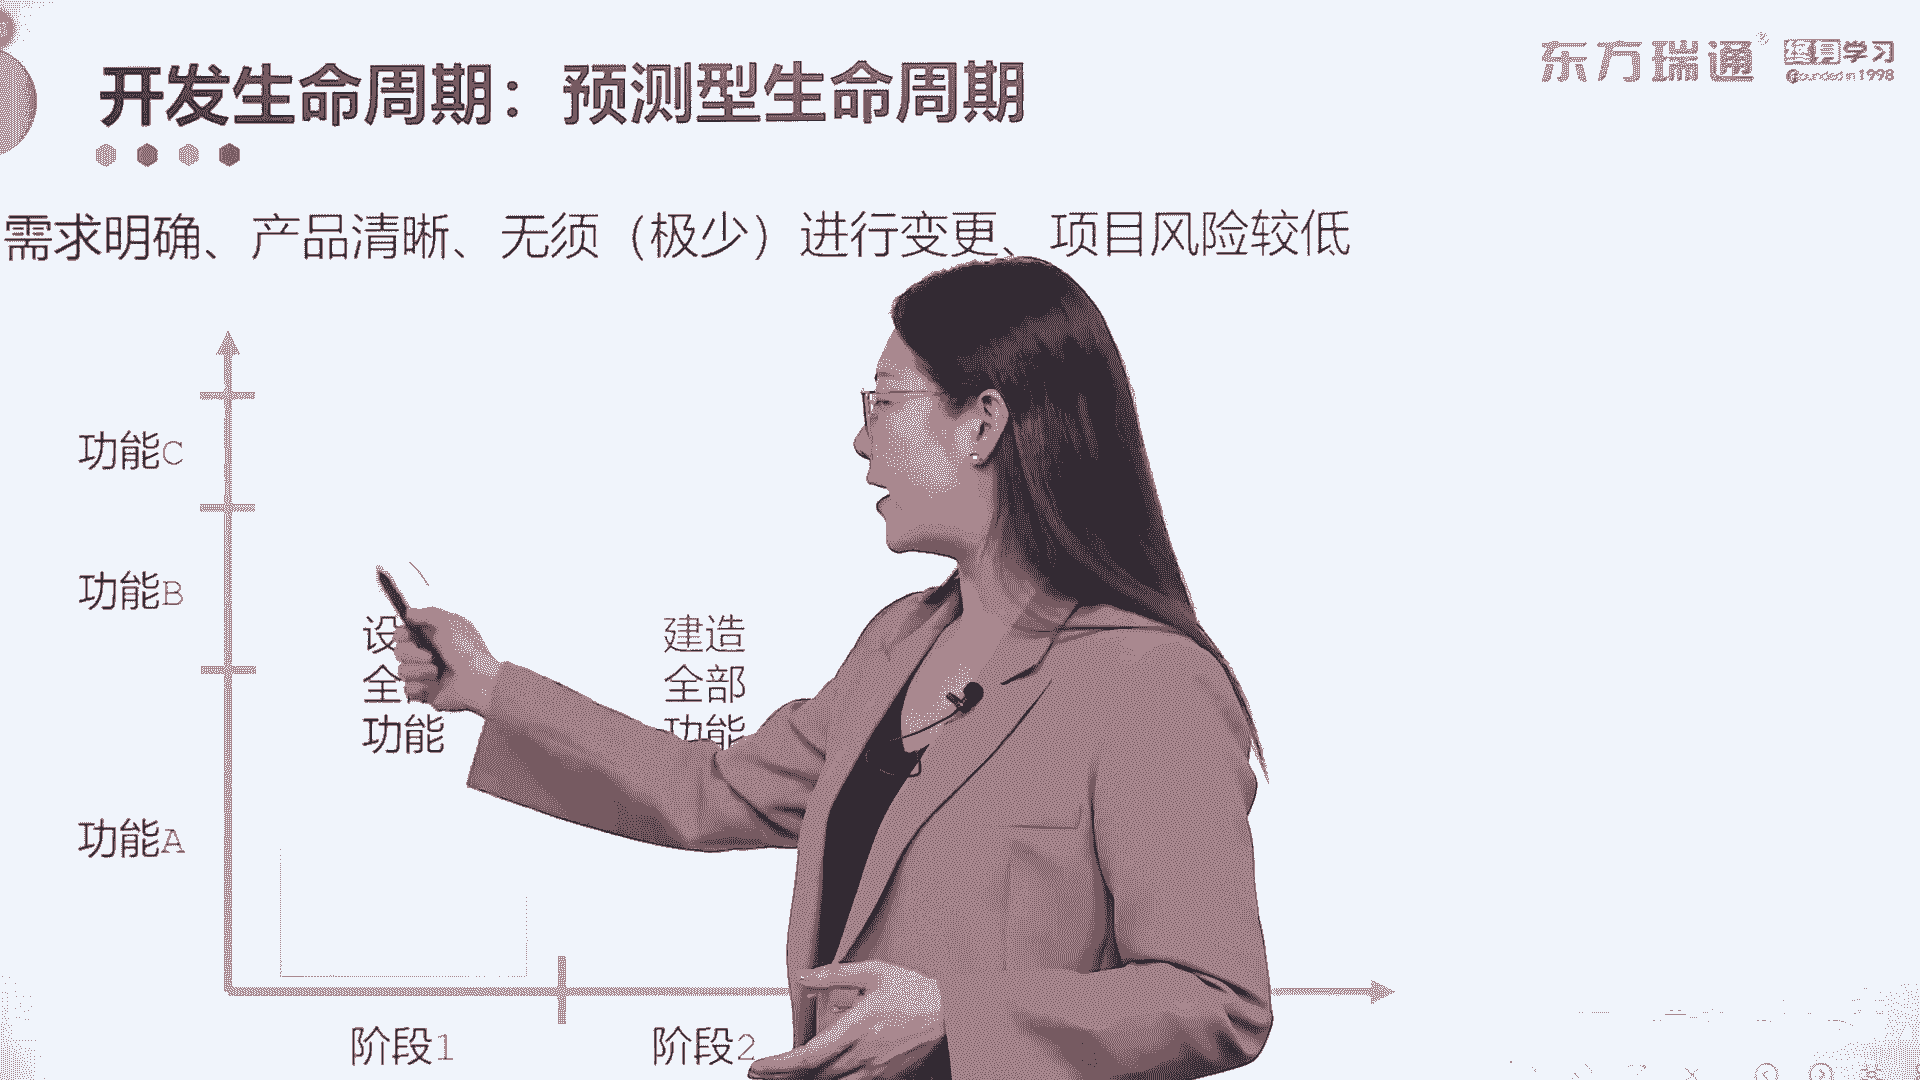 开发生命周期：预测型生命周期
东方瑞通
终身学习
Founded in 1998
需求明确、产品清晰、无须（极少）进行变更、项目风险较低
功能C
功能B
功能A
设
全
功能
建造
全部
功能
阶段1
阶段2